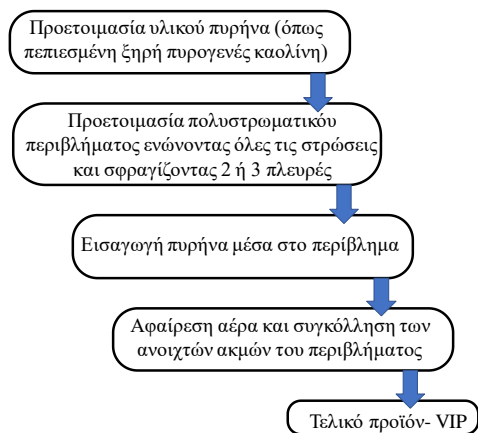 Προετοιμασία υλικού πυρήνα (όπως
πεπιεσμένη ξηρή πυρογενές καολίνη)
Προετοιμασία πολυστρωματικόυ
περιβλήματος ενώνοντας όλες τις στρώσεις
και σφραγίζοντας 2 ή 3 πλευρές
Εισαγωγή πυρήνα μέσα στο περίβλημα
Αφαίρεση αέρα και συγκόλληση των
ανοιχτών ακμών του περιβλήματος
Τελικό προϊόν- VIP